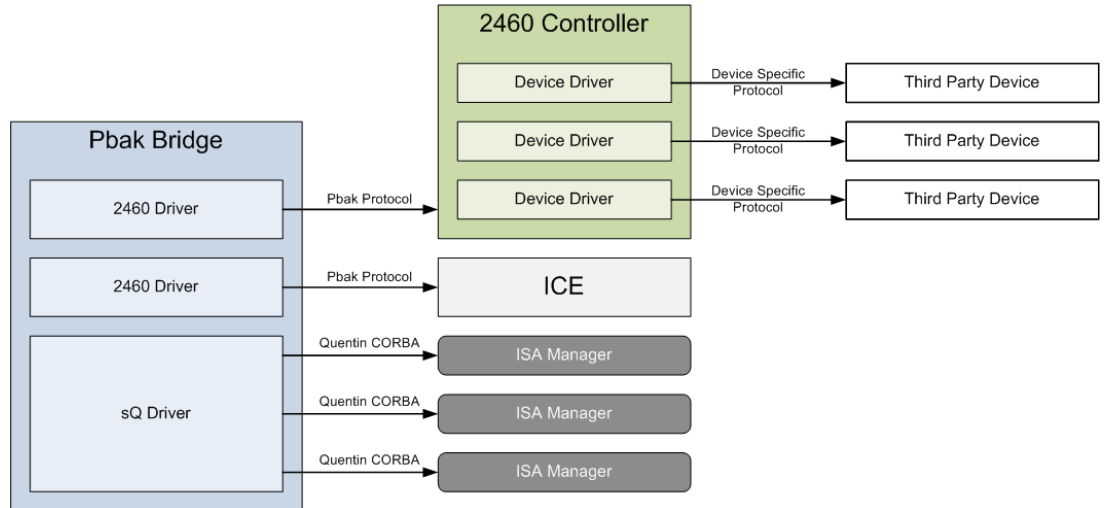 2460 Controller
Device Driver
Device Specific
Protocol
Third Party Device
Device Driver
Device Specific
Protocol
Third Party Device
Device Driver
Device Specific
Protocol
Third Party Device
Pbak Bridge
2460 Driver
Pbak Protocol
2460 Driver
Pbak Protocol
ICE
sQ Driver
Quentin CORBA
ISA Manager
Quentin CORBA
ISA Manager
Quentin CORBA
ISA Manager